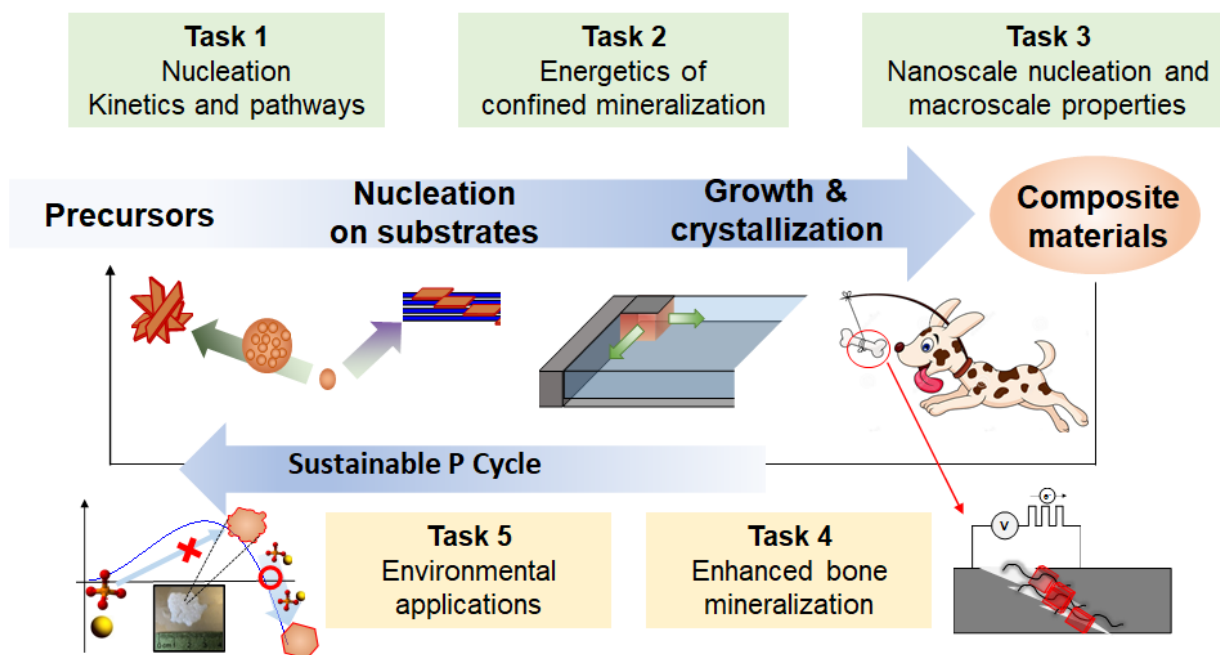 Task 1
Nucleation
Kinetics and pathways
Task 2
Energetics of
confined mineralization
Task 3
Nanoscale nucleation and
macroscale properties
Precursors
Nucleation
on substrates
Growth &
crystallization
Composite
materials
Sustainable P Cycle
Task 5
Environmental
applications
Task 4
Enhanced bone
mineralization
e⁻
V